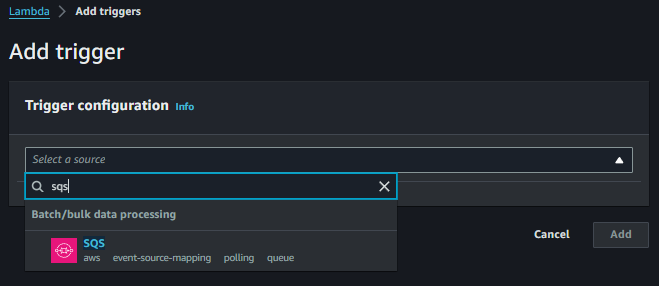 Lambda > Add triggers
Add trigger
Trigger configuration Info
Select a source
sqs
Batch/bulk data processing
SQS
aws event-source-mapping polling queue
Cancel Add